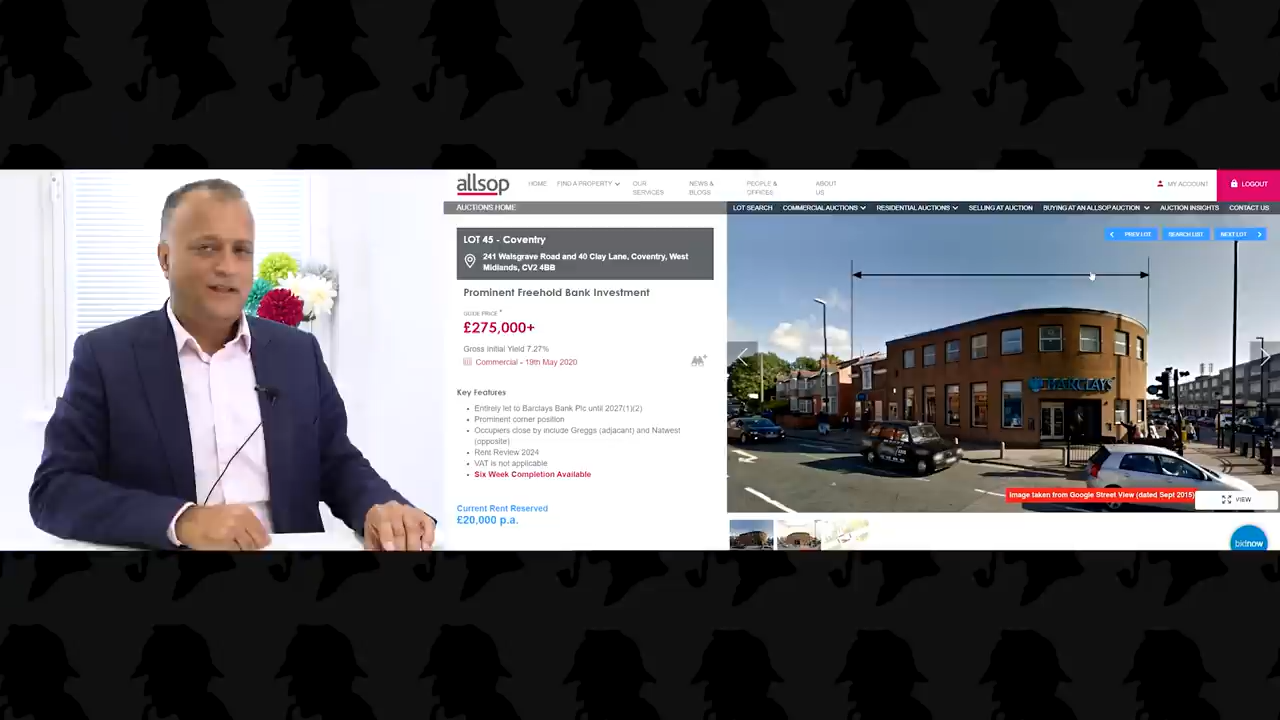 allsop
HOME
FIND A PROPERTY
OUR SERVICES
NEWS & BLOGS
PEOPLE & OFFICES
ABOUT US
MY ACCOUNT
LOGOUT
AUCTIONS HOME
LOT SEARCH
COMMERCIAL AUCTIONS
RESIDENTIAL AUCTIONS
SELLING AT AUCTION
BUYING AT AN ALLSOP AUCTION
AUCTION INSIGHTS
CONTACT US
PREV LOT
SEARCH LIST
NEXT LOT
LOT 45 - Coventry
241 Walsgrave Road and 40 Clay Lane, Coventry, West
Midlands, CV2 4BB
Prominent Freehold Bank Investment
GUIDE PRICE *
£275,000+
Gross Initial Yield 7.27%
Commercial - 19th May 2020
Key Features
Entirely let to Barclays Bank Plc until 2027(1)(2)
Prominent corner position
Occupiers close by include Greggs (adjacant) and Natwest
(opposite)
Rent Review 2024
VAT is not applicable
Six Week Completion Available
Current Rent Reserved
£20,000 p.a.
BARCLAYS
Image taken from Google Street View (dated Sept 2015)
VIEW
bidnow